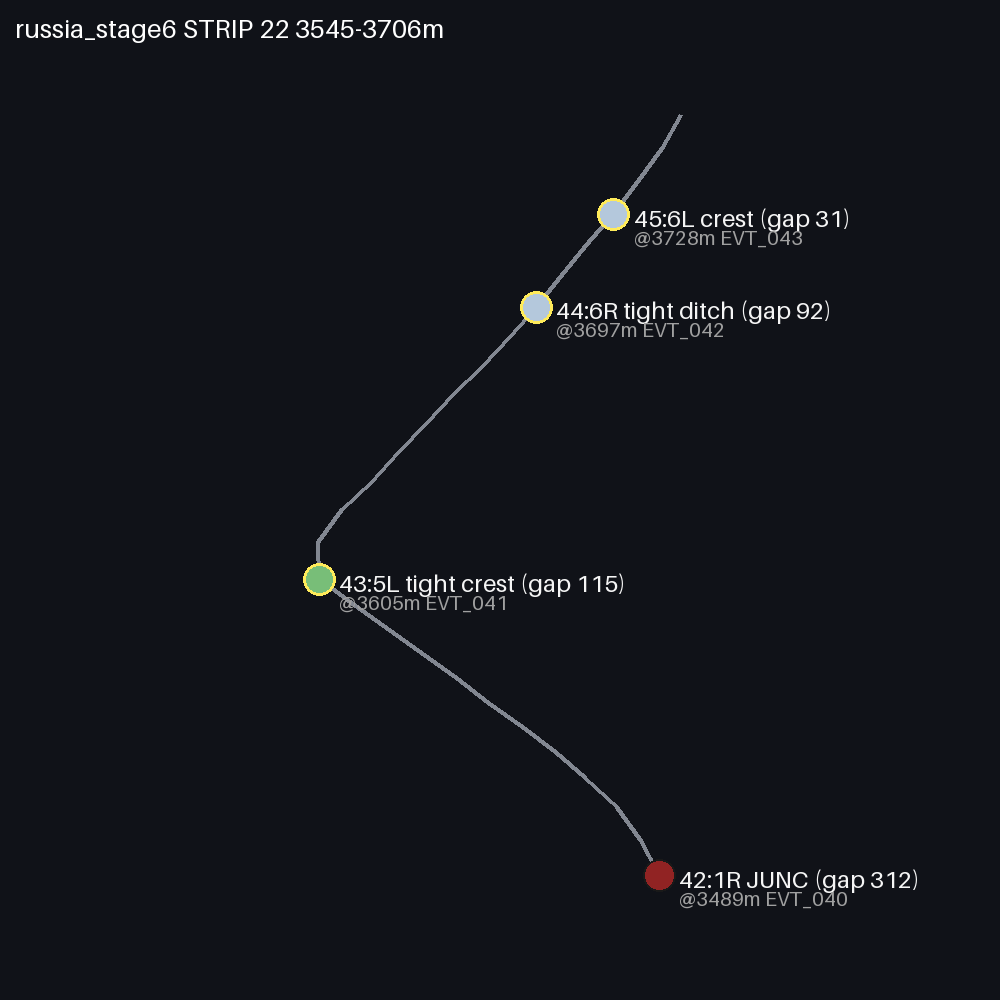 russia_stage6 STRIP 22 3545-3706m
45:6L crest (gap 31)
@3728m EVT_043
44:6R tight ditch (gap 92)
@3697m EVT_042
43:5L tight crest (gap 115)
@3605m EVT_041
42:1R JUNC (gap 312)
@3489m EVT_040